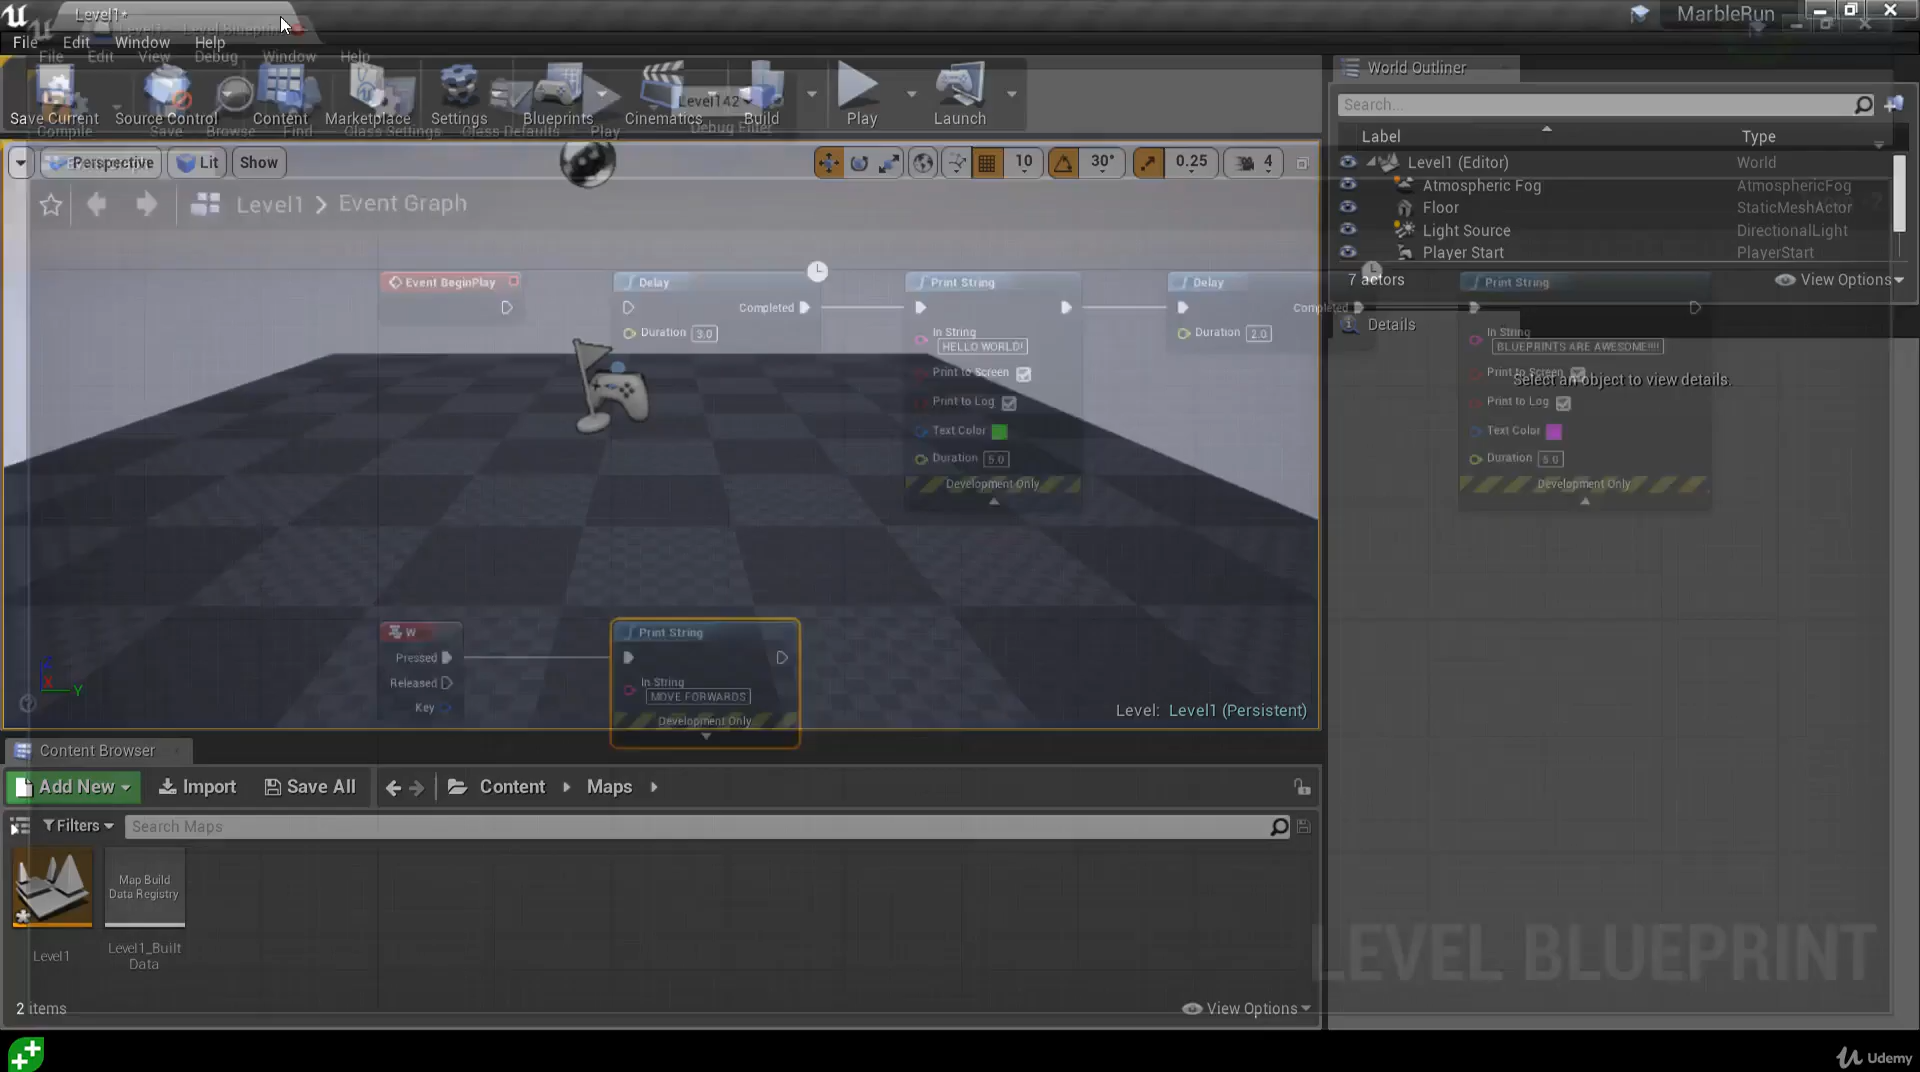 Level1*
Level1 - Level Blueprint
MarbleRun
File Edit Window Help
File Edit View Debug Window Help
Save Current Source Control Content Marketplace Settings Blueprints Cinematics Build Play Launch
Level142
Compile Save Browse Find Class Settings Class Defaults Play Debug Filter
World Outliner
Search...
Label Type
Level1 (Editor) World
Atmospheric Fog AtmosphericFog
Floor StaticMeshActor
Light Source DirectionalLight
Player Start PlayerStart
7 actors View Options
Details
Select an object to view details.
Perspective Lit Show
10 30° 0.25 4
Level1 > Event Graph
Event BeginPlay
Delay
Completed
Duration 3.0
Print String
In String
HELLO WORLD!
Print to Screen
Print to Log
Text Color
Duration 5.0
Development Only
Delay
Completed
Duration 2.0
Print String
In String
BLUEPRINTS ARE AWESOME!!!!
Print to Screen
Print to Log
Text Color
Duration 5.0
Development Only
W
Pressed
Released
Key
Print String
In String
MOVE FORWARDS
Development Only
X Y
Level: Level1 (Persistent)
Content Browser
Add New Import Save All Content Maps
Filters Search Maps
Map Build
Data Registry
Level1
Level1_Built
Data
2 items View Options
LEVEL BLUEPRINT
Udemy